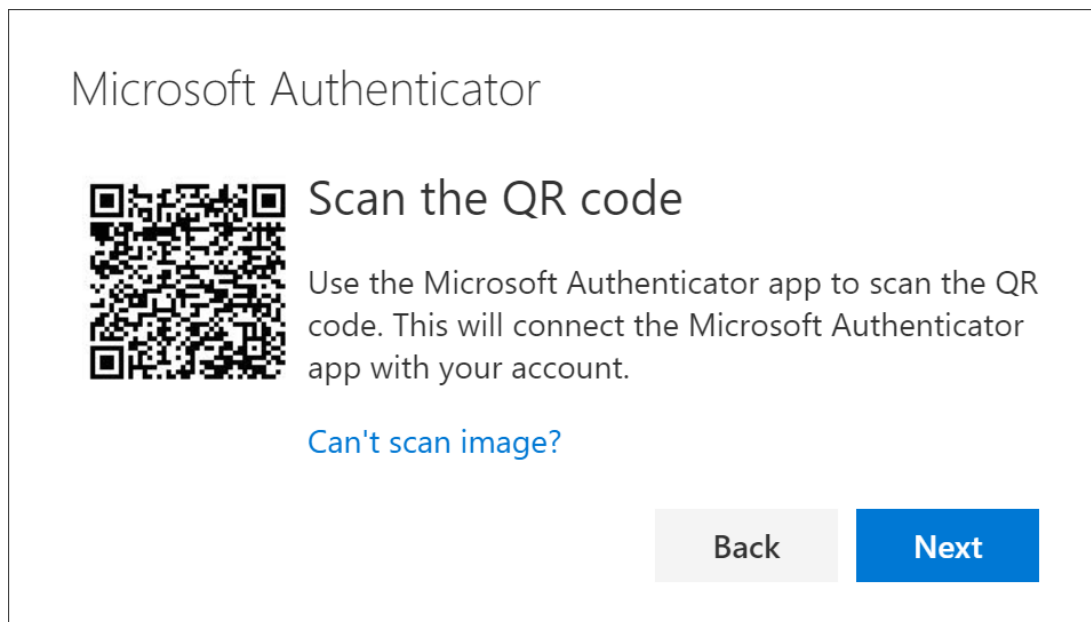 Microsoft Authenticator
Scan the QR code
Use the Microsoft Authenticator app to scan the QR
code. This will connect the Microsoft Authenticator
app with your account.
Can't scan image?
Back
Next